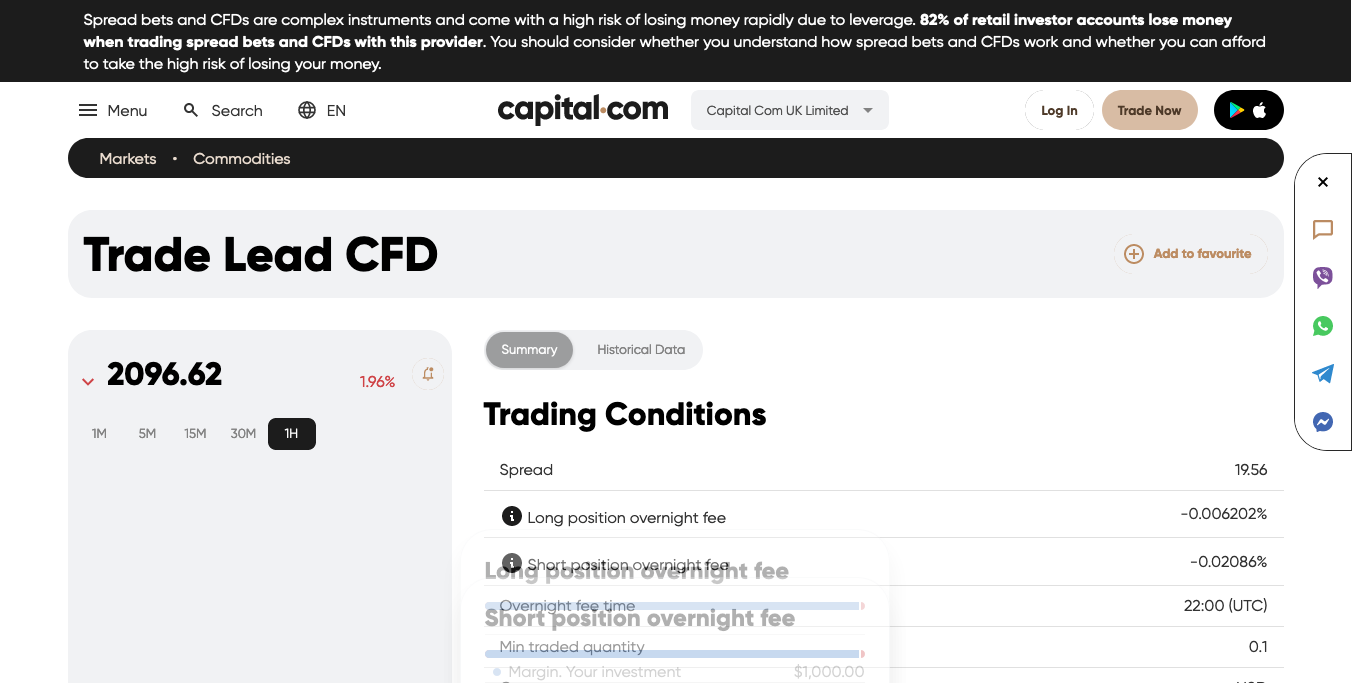 Spread bets and CFDs are complex instruments and come with a high risk of losing money rapidly due to leverage. 82% of retail investor accounts lose money
when trading spread bets and CFDs with this provider. You should consider whether you understand how spread bets and CFDs work and whether you can afford
to take the high risk of losing your money.
Menu Search EN capital.com Capital Com UK Limited Log In Trade Now
Markets • Commodities
Trade Lead CFD
Add to favourite
2096.62 1.96%
1M 5M 15M 30M 1H
Summary Historical Data
Trading Conditions
Spread 19.56
Long position overnight fee -0.006202%
Short position overnight fee -0.02086%
Long position overnight fee
Overnight fee time 22:00 (UTC)
Short position overnight fee
Min traded quantity 0.1
Margin. Your investment $1,000.00